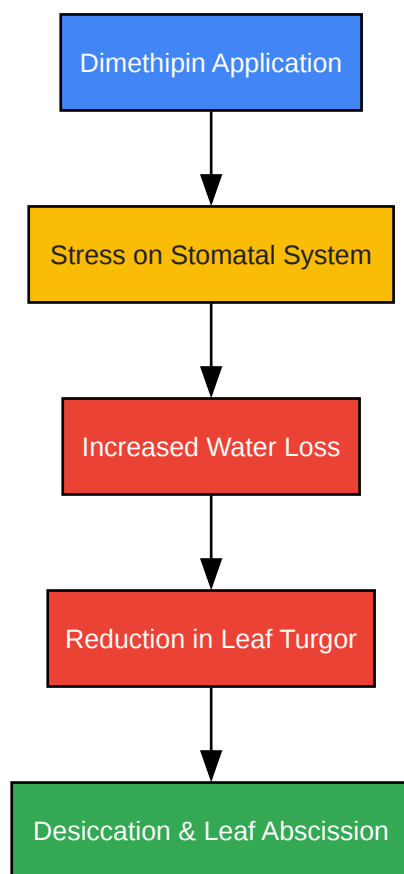 Dimethipin Application
Stress on Stomatal System
Increased Water Loss
Reduction in Leaf Turgor
Desiccation & Leaf Abscission